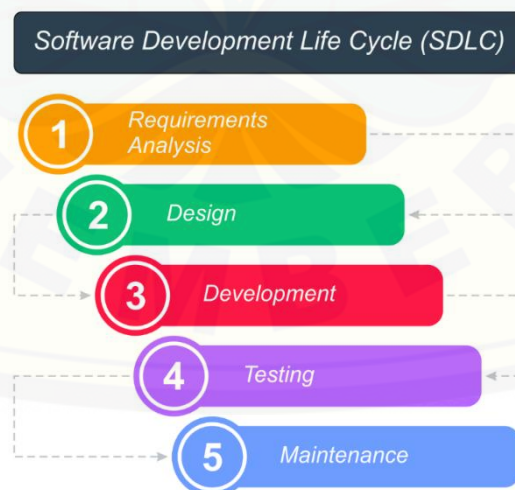 Software Development Life Cycle (SDLC)
1
Requirements
Analysis
2
Design
3
Development
4
Testing
5
Maintenance